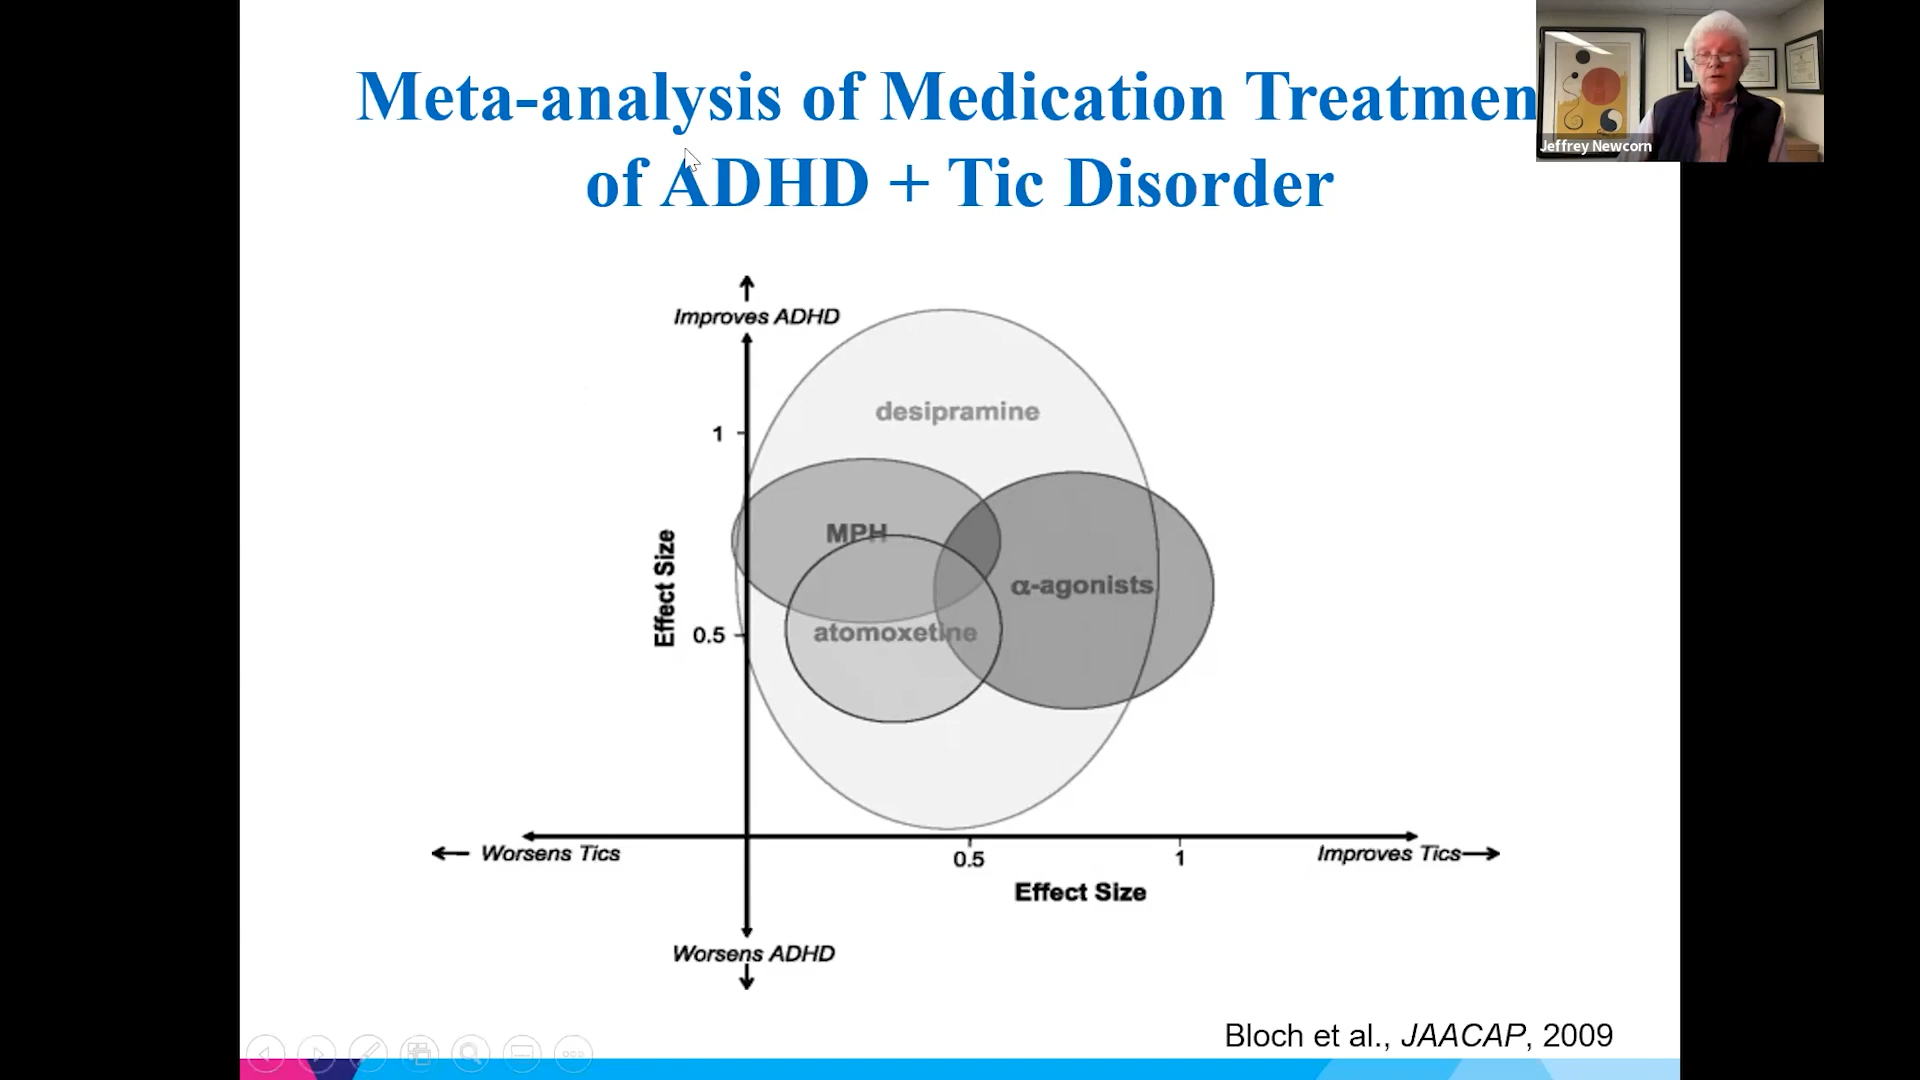 Meta-analysis of Medication Treatmen
of ADHD + Tic Disorder
Jeffrey Newcorn
Improves ADHD
desipramine
1
MPH
α-agonists
Effect Size
0.5
atomoxetine
Worsens Tics
0.5
1
Improves Tics
Effect Size
Worsens ADHD
Bloch et al., JAACAP, 2009